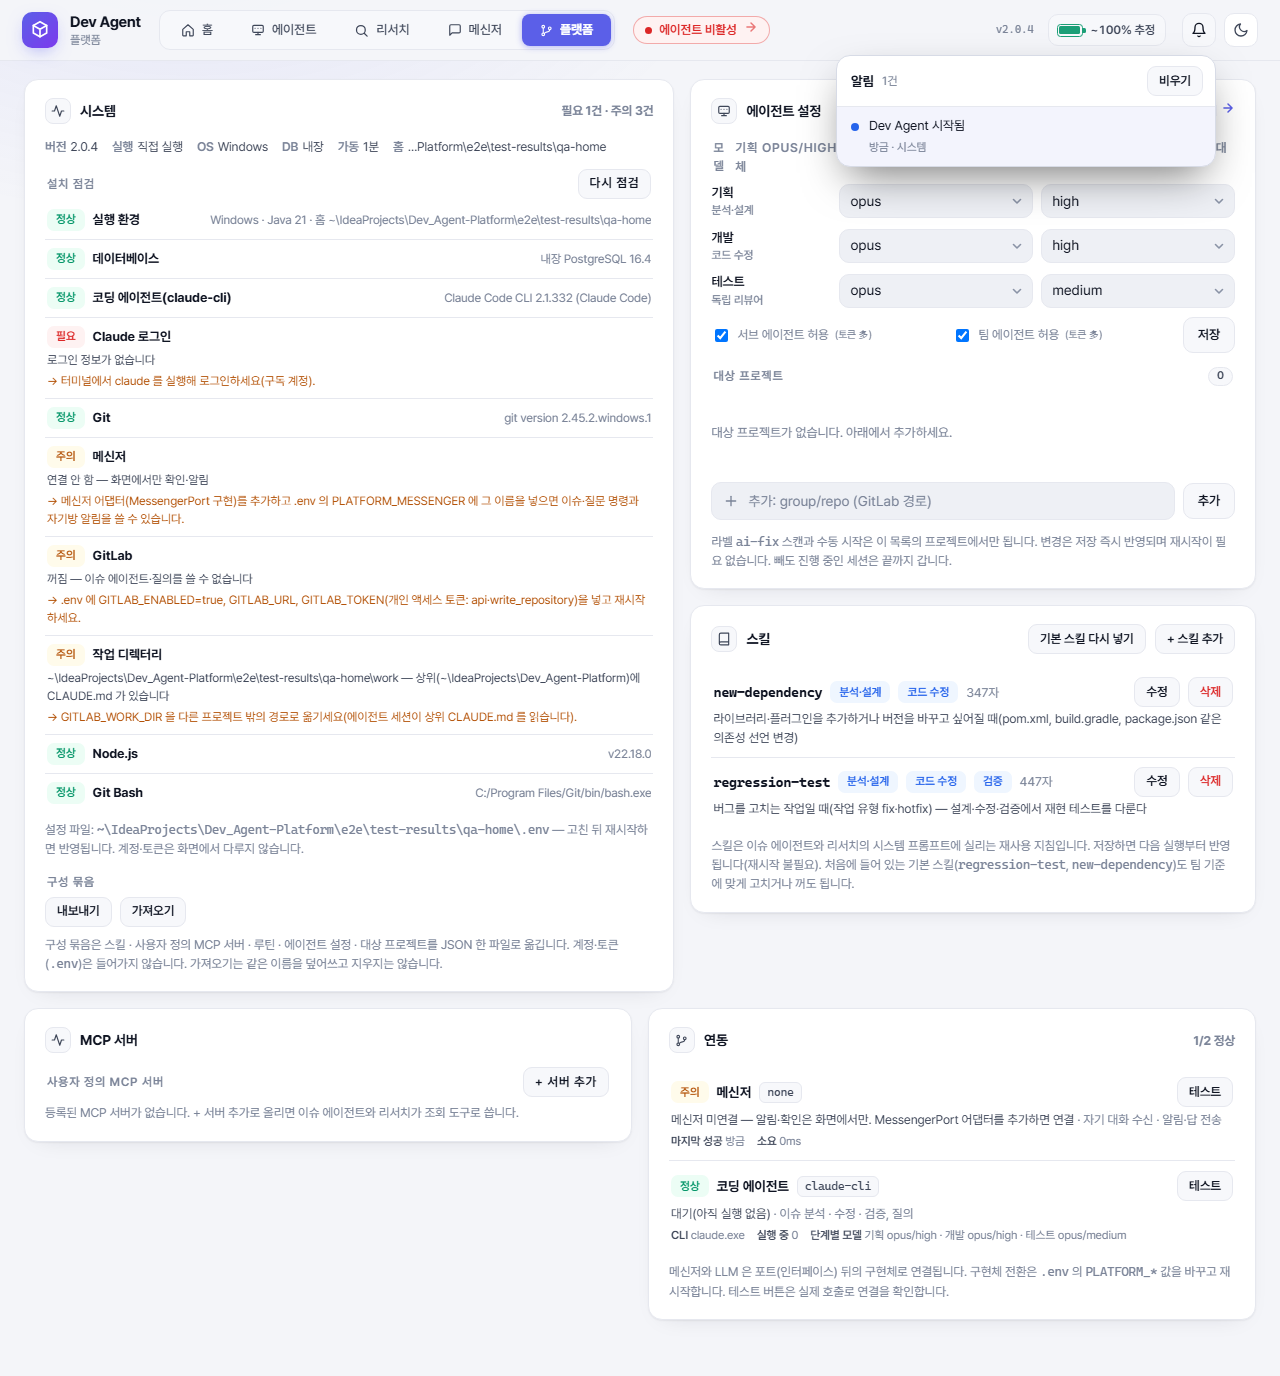 Dev Agent
플랫폼
홈
에이전트
리서치
메신저
플랫폼
에이전트 비활성 →
v2.0.4
~100% 추정
알림 1건
비우기
Dev Agent 시작됨
방금 · 시스템
시스템
필요 1건 · 주의 3건
버전 2.0.4 실행 직접 실행 OS Windows DB 내장 가동 1분 홈 ...Platform\e2e\test-results\qa-home
설치 점검
다시 점검
정상 실행 환경 Windows · Java 21 · 홈 ~\IdeaProjects\Dev_Agent-Platform\e2e\test-results\qa-home
정상 데이터베이스 내장 PostgreSQL 16.4
정상 코딩 에이전트(claude-cli) Claude Code CLI 2.1.332 (Claude Code)
필요 Claude 로그인
로그인 정보가 없습니다
→ 터미널에서 claude 를 실행해 로그인하세요(구독 계정).
정상 Git git version 2.45.2.windows.1
주의 메신저
연결 안 함 — 화면에서만 확인·알림
→ 메신저 어댑터(MessengerPort 구현)를 추가하고 .env 의 PLATFORM_MESSENGER 에 그 이름을 넣으면 이슈·질문 명령과
자기방 알림을 쓸 수 있습니다.
주의 GitLab
꺼짐 — 이슈 에이전트·질의를 쓸 수 없습니다
→ .env 에 GITLAB_ENABLED=true, GITLAB_URL, GITLAB_TOKEN(개인 액세스 토큰: api·write_repository)을 넣고 재시작
하세요.
주의 작업 디렉터리
~\IdeaProjects\Dev_Agent-Platform\e2e\test-results\qa-home\work — 상위(~\IdeaProjects\Dev_Agent-Platform)에
CLAUDE.md 가 있습니다
→ GITLAB_WORK_DIR 을 다른 프로젝트 밖의 경로로 옮기세요(에이전트 세션이 상위 CLAUDE.md 를 읽습니다).
정상 Node.js v22.18.0
정상 Git Bash C:/Program Files/Git/bin/bash.exe
설정 파일: ~\IdeaProjects\Dev_Agent-Platform\e2e\test-results\qa-home\.env — 고친 뒤 재시작하
면 반영됩니다. 계정·토큰은 화면에서 다루지 않습니다.
구성 묶음
내보내기 가져오기
구성 묶음은 스킬 · 사용자 정의 MCP 서버 · 루틴 · 에이전트 설정 · 대상 프로젝트를 JSON 한 파일로 옮깁니다. 계정·토큰
(.env)은 들어가지 않습니다. 가져오기는 같은 이름을 덮어쓰고 지우지는 않습니다.
에이전트 설정 →
모 기획 OPUS/HIGH 대
델 체
기획 opus high
분석·설계
개발 opus high
코드 수정
테스트 opus medium
독립 리뷰어
서브 에이전트 허용 (토큰 多) 팀 에이전트 허용 (토큰 多) 저장
대상 프로젝트 0
대상 프로젝트가 없습니다. 아래에서 추가하세요.
추가: group/repo (GitLab 경로) 추가
라벨 ai-fix 스캔과 수동 시작은 이 목록의 프로젝트에서만 됩니다. 변경은 저장 즉시 반영되며 재시작이 필
요 없습니다. 빼도 진행 중인 세션은 끝까지 갑니다.
스킬 기본 스킬 다시 넣기 + 스킬 추가
new-dependency 분석·설계 코드 수정 347자 수정 삭제
라이브러리·플러그인을 추가하거나 버전을 바꾸고 싶어질 때(pom.xml, build.gradle, package.json 같은
의존성 선언 변경)
regression-test 분석·설계 코드 수정 검증 447자 수정 삭제
버그를 고치는 작업일 때(작업 유형 fix·hotfix) — 설계·수정·검증에서 재현 테스트를 다룬다
스킬은 이슈 에이전트와 리서치의 시스템 프롬프트에 실리는 재사용 지침입니다. 저장하면 다음 실행부터 반영
됩니다(재시작 불필요). 처음에 들어 있는 기본 스킬(regression-test, new-dependency)도 팀 기준
에 맞게 고치거나 꺼도 됩니다.
MCP 서버
사용자 정의 MCP 서버 + 서버 추가
등록된 MCP 서버가 없습니다. + 서버 추가로 올리면 이슈 에이전트와 리서치가 조회 도구로 씁니다.
연동 1/2 정상
주의 메신저 none 테스트
메신저 미연결 — 알림·확인은 화면에서만. MessengerPort 어댑터를 추가하면 연결 · 자기 대화 수신 · 알림·답 전송
마지막 성공 방금 소요 0ms
정상 코딩 에이전트 claude-cli 테스트
대기(아직 실행 없음) · 이슈 분석 · 수정 · 검증, 질의
CLI claude.exe 실행 중 0 단계별 모델 기획 opus/high · 개발 opus/high · 테스트 opus/medium
메신저와 LLM 은 포트(인터페이스) 뒤의 구현체로 연결됩니다. 구현체 전환은 .env 의 PLATFORM_* 값을 바꾸고 재
시작합니다. 테스트 버튼은 실제 호출로 연결을 확인합니다.